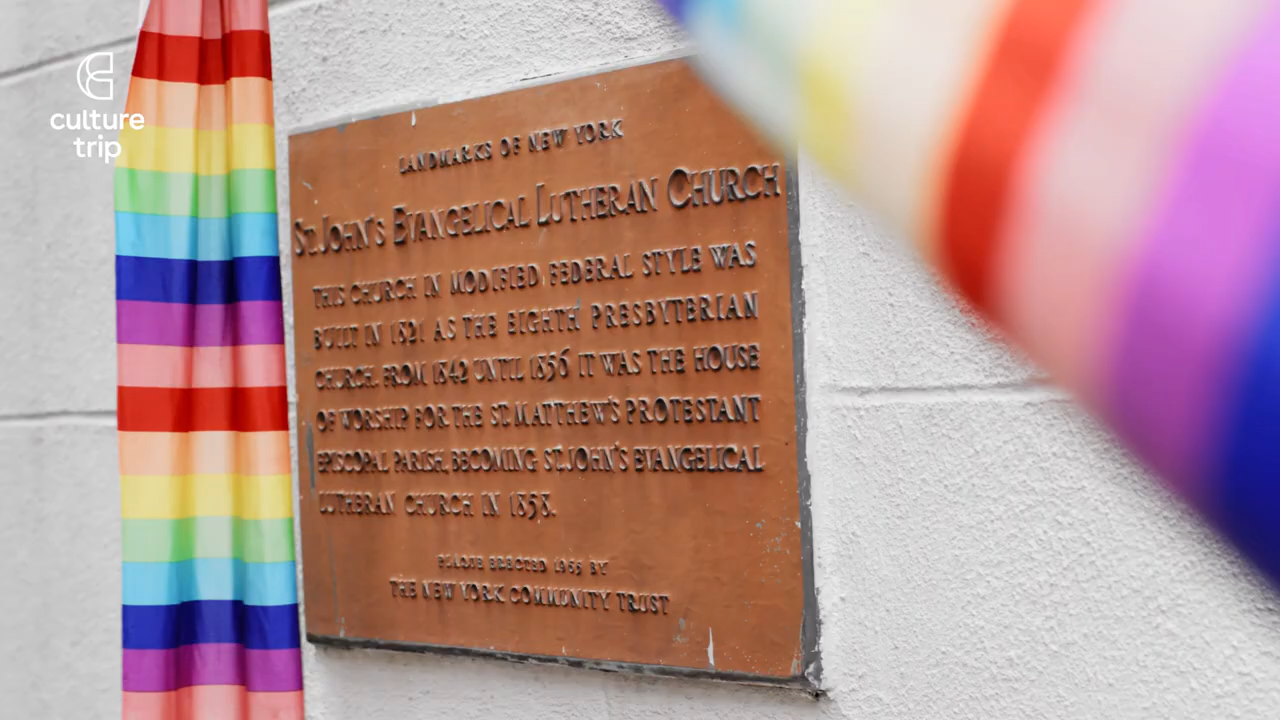 culture
trip
LANDMARKS OF NEW YORK
ST. JOHN'S EVANGELICAL LUTHERAN CHURCH
THIS CHURCH IN MODIFIED FEDERAL STYLE WAS
BUILT IN 1821 AS THE EIGHTH PRESBYTERIAN
CHURCH. FROM 1842 UNTIL 1856 IT WAS THE HOUSE
OF WORSHIP FOR THE ST. MATTHEW'S PROTESTANT
EPISCOPAL PARISH, BECOMING ST. JOHN'S EVANGELICAL
LUTHERAN CHURCH IN 1858.
PLAQUE ERECTED 1965 BY
THE NEW YORK COMMUNITY TRUST